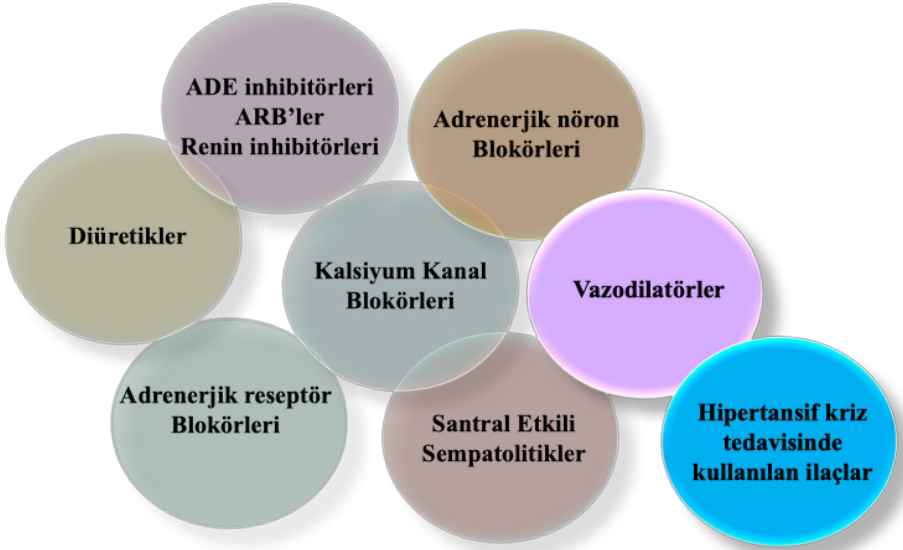 ADE inhibitörleri
ARB’ler
Renin inhibitörleri
Adrenerjik nöron
Blokörleri
Diüretikler
Kalsiyum Kanal
Blokörleri
Vazodilatörler
Adrenerjik reseptör
Blokörleri
Santral Etkili
Sempatolitikler
Hipertansif kriz
tedavisinde
kullanılan ilaçlar